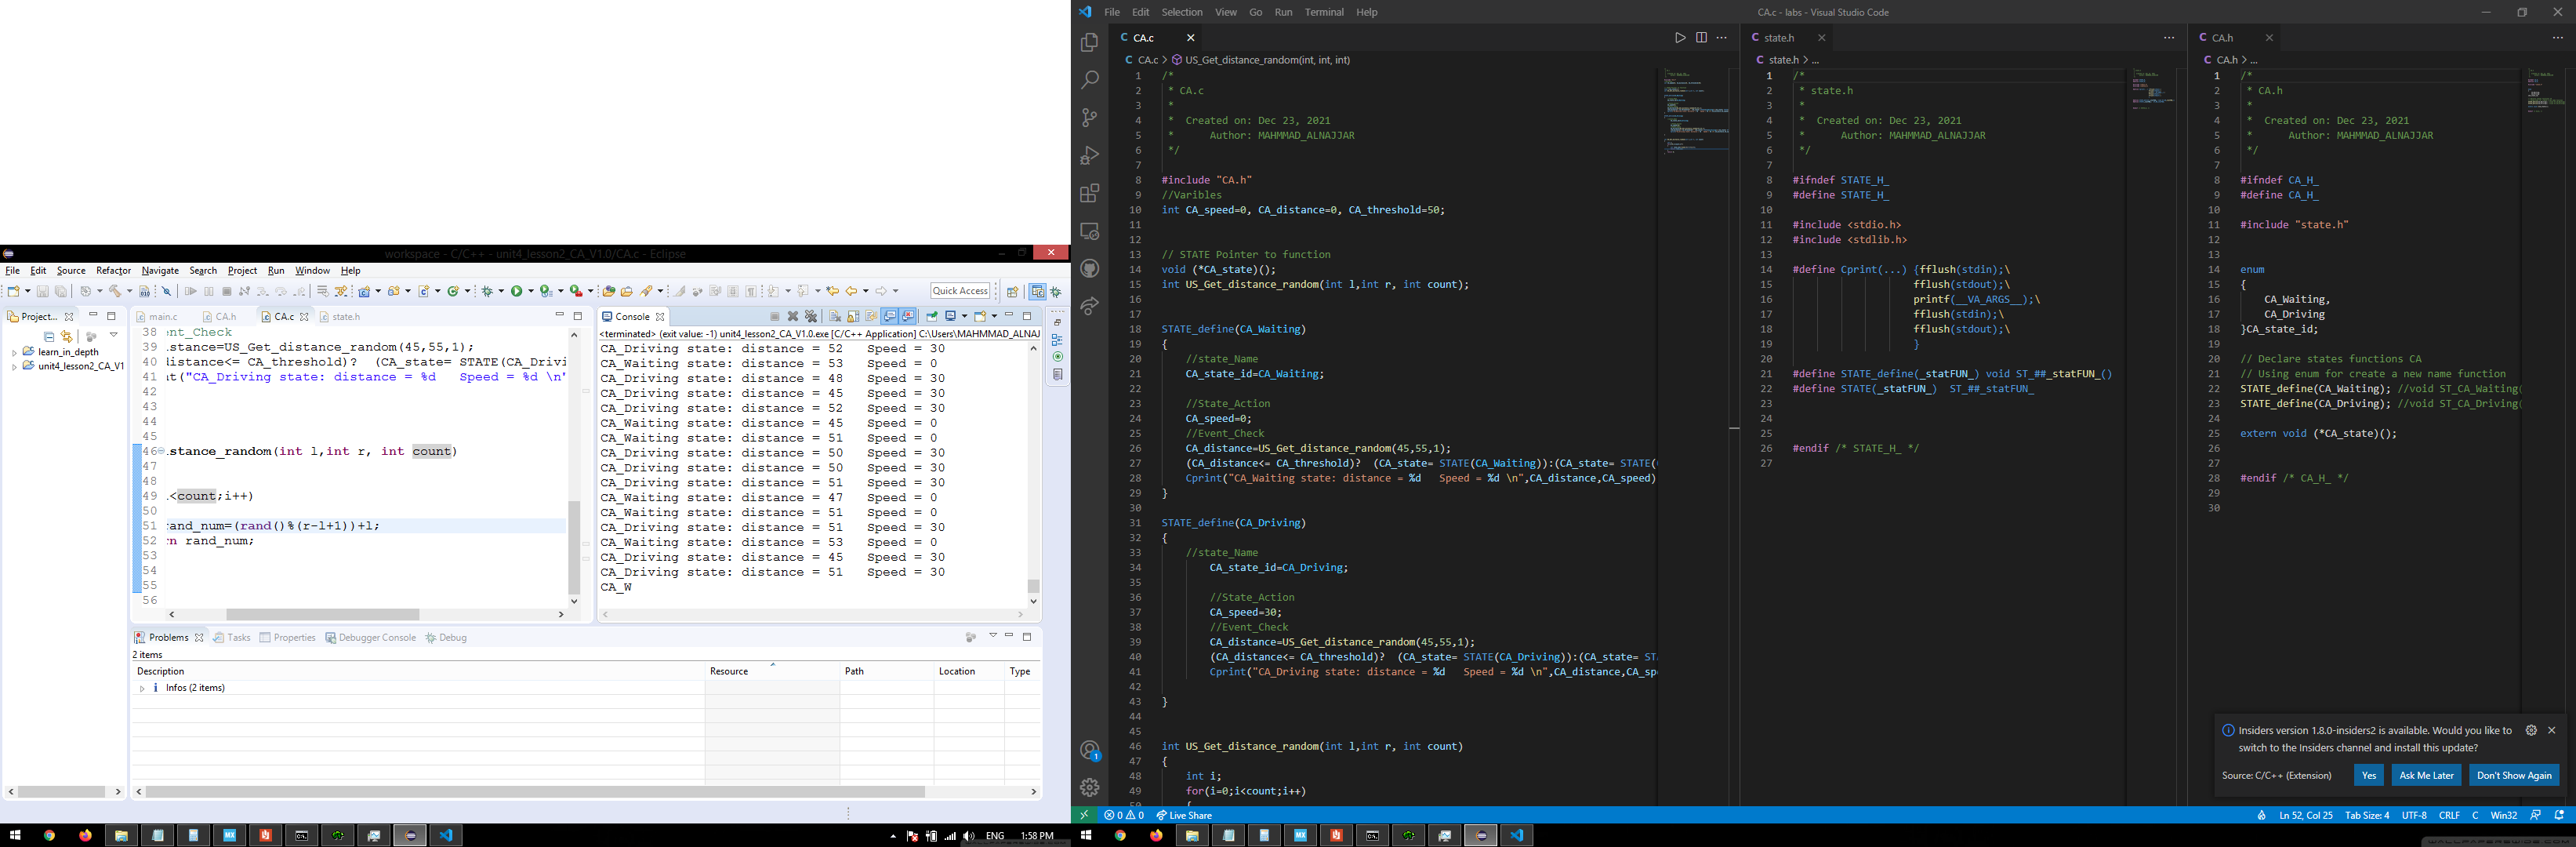 workspace - C/C++ - unit4_lesson2_CA_V1.0/CA.c - Eclipse
File Edit Source Refactor Navigate Search Project Run Window Help
Quick Access
Project...
learn_in_depth
unit4_lesson2_CA_V1
main.c CA.h CA.c state.h
38 ent_Check
39 istance=US_Get_distance_random(45,55,1);
40 distance<= CA_threshold)?  (CA_state= STATE(CA_Drivi
41 nt("CA_Driving state: distance = %d   Speed = %d \n"
42
43
44
45
46 istance_random(int l,int r, int count)
47
48
49 <count;i++)
50
51 rand_num=(rand()%(r-l+1))+l;
52 rn rand_num;
53
54
55
56
Console
<terminated> (exit value: -1) unit4_lesson2_CA_V1.0.exe [C/C++ Application] C:\Users\MAHMMAD_ALNAJ
CA_Driving state: distance = 52   Speed = 30
CA_Waiting state: distance = 53   Speed = 0
CA_Driving state: distance = 48   Speed = 30
CA_Driving state: distance = 45   Speed = 30
CA_Driving state: distance = 52   Speed = 30
CA_Waiting state: distance = 45   Speed = 0
CA_Waiting state: distance = 51   Speed = 0
CA_Driving state: distance = 50   Speed = 30
CA_Driving state: distance = 50   Speed = 30
CA_Driving state: distance = 51   Speed = 30
CA_Waiting state: distance = 47   Speed = 0
CA_Waiting state: distance = 51   Speed = 0
CA_Driving state: distance = 51   Speed = 30
CA_Waiting state: distance = 53   Speed = 0
CA_Driving state: distance = 45   Speed = 30
CA_Driving state: distance = 51   Speed = 30
CA_W
Problems Tasks Properties Debugger Console Debug
2 items
Description Resource Path Location Type
Infos (2 items)
ENG 1:58 PM
File Edit Selection View Go Run Terminal Help
CA.c - labs - Visual Studio Code
CA.c
CA.c > US_Get_distance_random(int, int, int)
1 /*
2  * CA.c
3  *
4  *  Created on: Dec 23, 2021
5  *      Author: MAHMMAD_ALNAJJAR
6  */
7
8 #include "CA.h"
9 //Varibles
10 int CA_speed=0, CA_distance=0, CA_threshold=50;
11
12
13 // STATE Pointer to function
14 void (*CA_state)();
15 int US_Get_distance_random(int l,int r, int count);
16
17
18 STATE_define(CA_Waiting)
19 {
20     //state_Name
21     CA_state_id=CA_Waiting;
22
23     //State_Action
24     CA_speed=0;
25     //Event_Check
26     CA_distance=US_Get_distance_random(45,55,1);
27     (CA_distance<= CA_threshold)?  (CA_state= STATE(CA_Waiting)):(CA_state= STATE(
28     Cprint("CA_Waiting state: distance = %d   Speed = %d \n",CA_distance,CA_speed)
29 }
30
31 STATE_define(CA_Driving)
32 {
33     //state_Name
34         CA_state_id=CA_Driving;
35
36         //State_Action
37         CA_speed=30;
38         //Event_Check
39         CA_distance=US_Get_distance_random(45,55,1);
40         (CA_distance<= CA_threshold)?  (CA_state= STATE(CA_Driving)):(CA_state= STA
41         Cprint("CA_Driving state: distance = %d   Speed = %d \n",CA_distance,CA_spe
42
43 }
44
45
46 int US_Get_distance_random(int l,int r, int count)
47 {
48     int i;
49     for(i=0;i<count;i++)
50     {
state.h
state.h > ...
1 /*
2  * state.h
3  *
4  *  Created on: Dec 23, 2021
5  *      Author: MAHMMAD_ALNAJJAR
6  */
7
8 #ifndef STATE_H_
9 #define STATE_H_
10
11 #include <stdio.h>
12 #include <stdlib.h>
13
14 #define Cprint(...) {fflush(stdin);\
15 fflush(stdout);\
16 printf(__VA_ARGS__);\
17 fflush(stdin);\
18 fflush(stdout);\
19 }
20
21 #define STATE_define(_statFUN_) void ST_##_statFUN_()
22 #define STATE(_statFUN_)  ST_##_statFUN_
23
24
25
26 #endif /* STATE_H_ */
27
CA.h
CA.h > ...
1 /*
2  * CA.h
3  *
4  *  Created on: Dec 23, 2021
5  *      Author: MAHMMAD_ALNAJJAR
6  */
7
8 #ifndef CA_H_
9 #define CA_H_
10
11 #include "state.h"
12
13
14 enum
15 {
16     CA_Waiting,
17     CA_Driving
18 }CA_state_id;
19
20 // Declare states functions CA
21 // Using enum for create a new name function
22 STATE_define(CA_Waiting); //void ST_CA_Waiting(
23 STATE_define(CA_Driving); //void ST_CA_Driving(
24
25 extern void (*CA_state)();
26
27
28 #endif /* CA_H_ */
29
30
Insiders version 1.8.0-insiders2 is available. Would you like to
switch to the Insiders channel and install this update?
Source: C/C++ (Extension) Yes Ask Me Later Don't Show Again
0 0 Live Share
Ln 52, Col 25 Tab Size: 4 UTF-8 CRLF C Win32